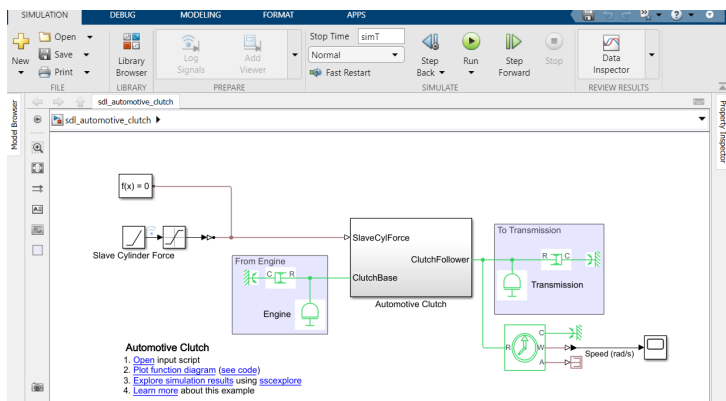 SIMULATION DEBUG MODELING FORMAT APPS
New
Open
Save
Print
FILE
Library
Browser
LIBRARY
Log
Signals
Add
Viewer
PREPARE
Stop Time simT
Normal
Fast Restart
Step
Back
Run
Step
Forward
Stop
SIMULATE
Data
Inspector
REVIEW RESULTS
Model Browser
Property Inspector
sdl_automotive_clutch
sdl_automotive_clutch
f(x) = 0
Slave Cylinder Force
From Engine
C R
Engine
SlaveCylForce
ClutchFollower
ClutchBase
Automotive Clutch
To Transmission
R C
Transmission
C
R W
A
Speed (rad/s)
Automotive Clutch
1. Open input script
2. Plot function diagram (see code)
3. Explore simulation results using sscexplore
4. Learn more about this example